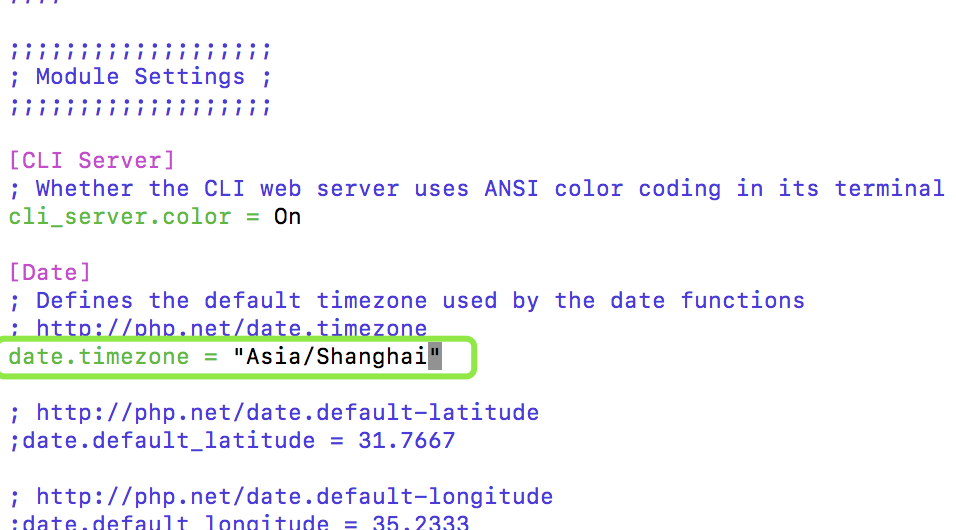 ;;;;
;;;;;;;;;;;;;;;;;;;
; Module Settings ;
;;;;;;;;;;;;;;;;;;;
[CLI Server]
; Whether the CLI web server uses ANSI color coding in its terminal
cli_server.color = On
[Date]
; Defines the default timezone used by the date functions
; http://php.net/date.timezone
date.timezone = "Asia/Shanghai"
; http://php.net/date.default-latitude
;date.default_latitude = 31.7667
; http://php.net/date.default-longitude
;date.default_longitude = 35.2333